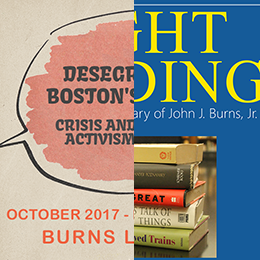 DESEGR
BOSTON'S
CRISIS AND
ACTIVISM
OCTOBER 2017 -
BURNS L
GHT
DING
ary of John J. Burns, Jr.
GREAT
'S TALK OF
THINGS
ved Trains